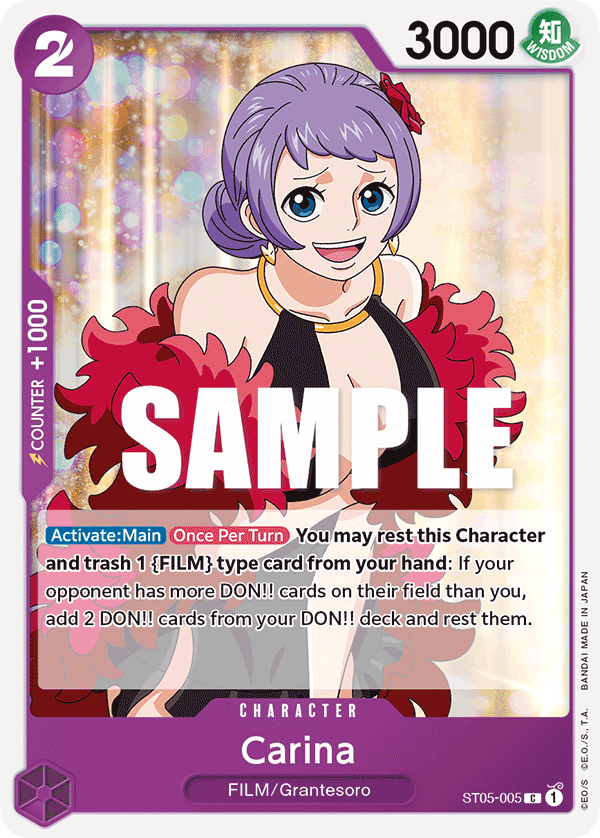 2
3000
知
WISDOM
COUNTER +1000
SAMPLE
Activate:Main Once Per Turn You may rest this Character
and trash 1 {FILM} type card from your hand: If your
opponent has more DON!! cards on their field than you,
add 2 DON!! cards from your DON!! deck and rest them.
CHARACTER
Carina
FILM/Grantesoro
ST05-005 C 1
©EO/S ©E.O./S., T.A. BANDAI MADE IN JAPAN